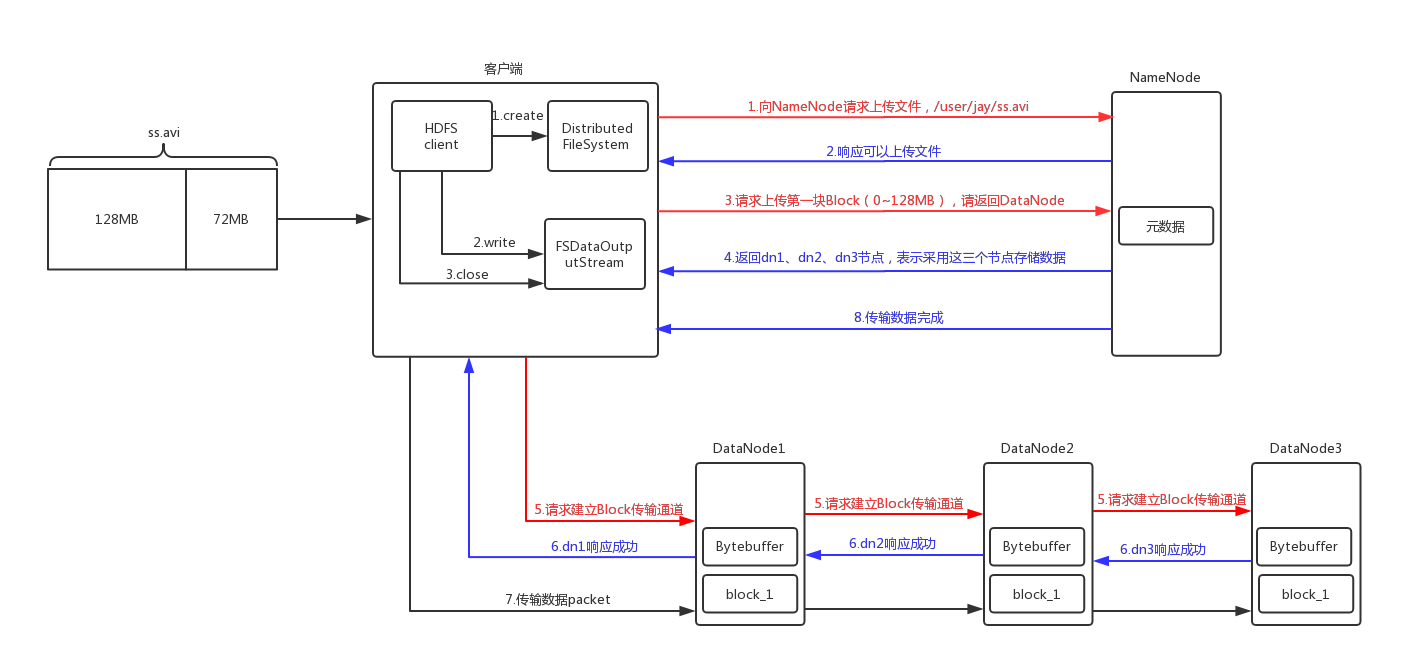 客户端
NameNode
ss.avi
128MB
72MB
HDFS
client
1.create
Distributed
FileSystem
2.write
3.close
FSDataOutp
utStream
1.向NameNode请求上传文件，/user/jay/ss.avi
2.响应可以上传文件
3.请求上传第一块Block（0~128MB），请返回DataNode
元数据
4.返回dn1、dn2、dn3节点，表示采用这三个节点存储数据
8.传输数据完成
DataNode1
DataNode2
DataNode3
5.请求建立Block传输通道
5.请求建立Block传输通道
5.请求建立Block传输通道
6.dn1响应成功
Bytebuffer
6.dn2响应成功
Bytebuffer
6.dn3响应成功
Bytebuffer
7.传输数据packet
block_1
block_1
block_1